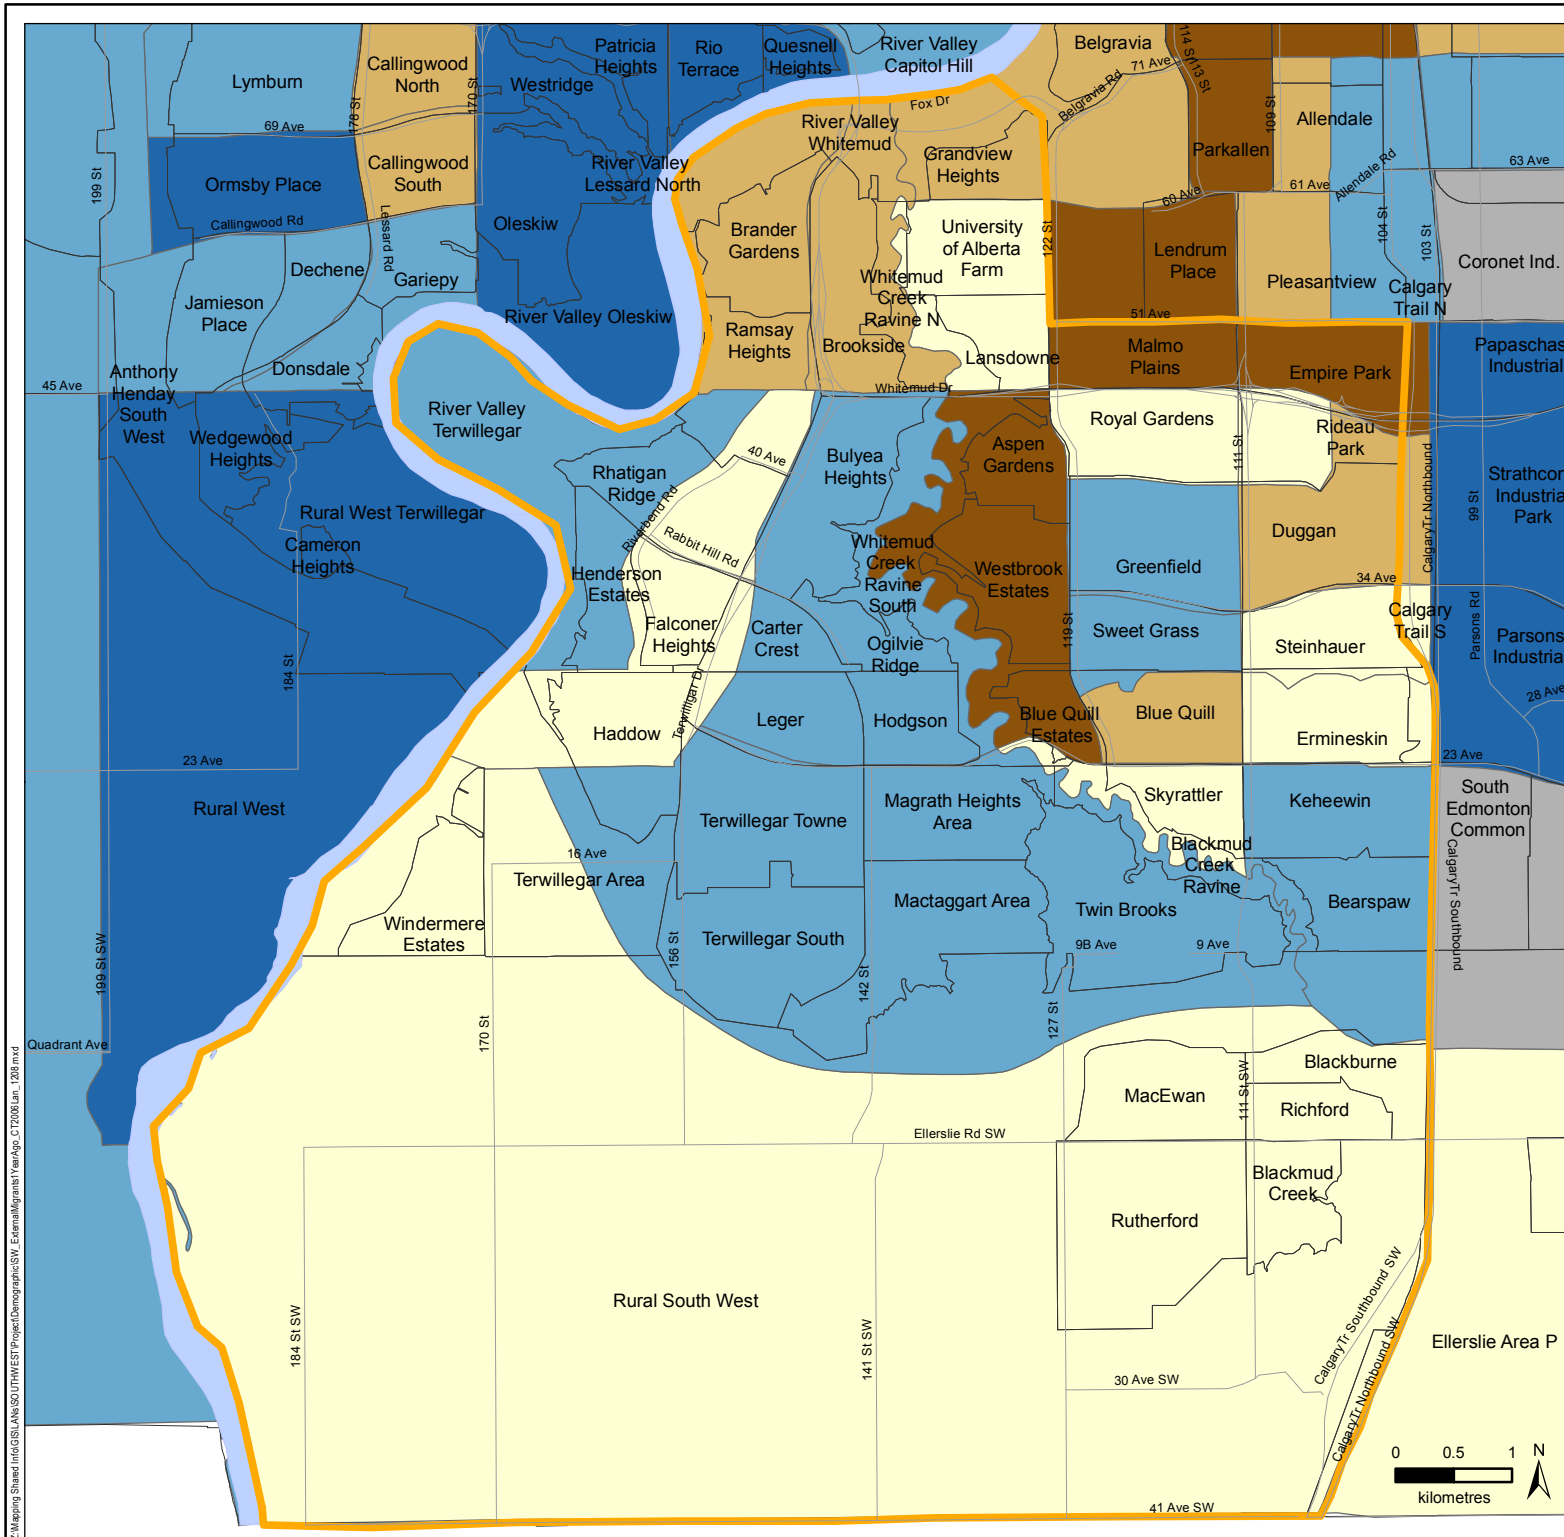 Belgravia
River Valley
Capitol Hill
Patricia
Heights
Rio
Terrace
Quesnell
Heights
Callingwood
North
Lymburn
Westridge
170 St
178 St
114 St
113 St
71 Ave
Belgravia Rd
109 St
Fox Dr
River Valley
Whitemud
Allendale
69 Ave
Parkallen
Grandview
Heights
63 Ave
River Valley
Lessard North
Callingwood
South
Ormsby Place
199 St
61 Ave
60 Ave
Allendale Rd
Callingwood Rd
Lessard Rd
Oleskiw
Brander
Gardens
University
of Alberta
Farm
122 St
Lendrum
Place
104 St
103 St
Coronet Ind.
Dechene
Gariepy
Pleasantview
Calgary
Trail N
Whitemud
Creek
Ravine N
Jamieson
Place
River Valley Oleskiw
51 Ave
Ramsay
Heights
Brookside
Lansdowne
Malmo
Plains
Empire Park
Industrial
Donsdale
45 Ave
Anthony
Henday
South
West
Whitemud Dr
River Valley
Terwillegar
Royal Gardens
Rideau
Park
111 St
Wedgewood
Heights
Aspen
Gardens
40 Ave
Bulyea
Heights
Rhatigan
Ridge
Riverbend Rd
Rabbit Hill Rd
CalgaryTr Northbound
99 St
Park
Rural West Terwillegar
Cameron
Heights
Duggan
Whitemud
Creek
Ravine
South
Westbrook
Estates
Greenfield
34 Ave
Henderson
Estates
Falconer
Heights
Carter
Crest
119 St
Sweet Grass
Calgary
Trail S
Parsons Rd
Parsons
Steinhauer
Ogilvie
Ridge
184 St
28 Ave
Terwilligar Dr
Haddow
Leger
Hodgson
Blue Quill
Estates
Blue Quill
Ermineskin
23 Ave
23 Ave
Rural West
Terwillegar Towne
Magrath Heights
Area
Skyrattler
Keheewin
South
Edmonton
Common
Blackmud
Creek
Ravine
16 Ave
Terwillegar Area
Mactaggart Area
Twin Brooks
Bearspaw
CalgaryTr Southbound
Windermere
Estates
Terwillegar South
9B Ave
9 Ave
199 St SW
156 St
142 St
127 St
170 St
Quadrant Ave
Blackburne
MacEwan
Richford
111 St SW
Ellerslie Rd SW
Blackmud
Creek
Rutherford
Rural South West
CalgaryTr Southbound SW
184 St SW
141 St SW
Ellerslie Area P
30 Ave SW
CalgaryTr Northbound SW
0 0.5 1
N
kilometres
41 Ave SW